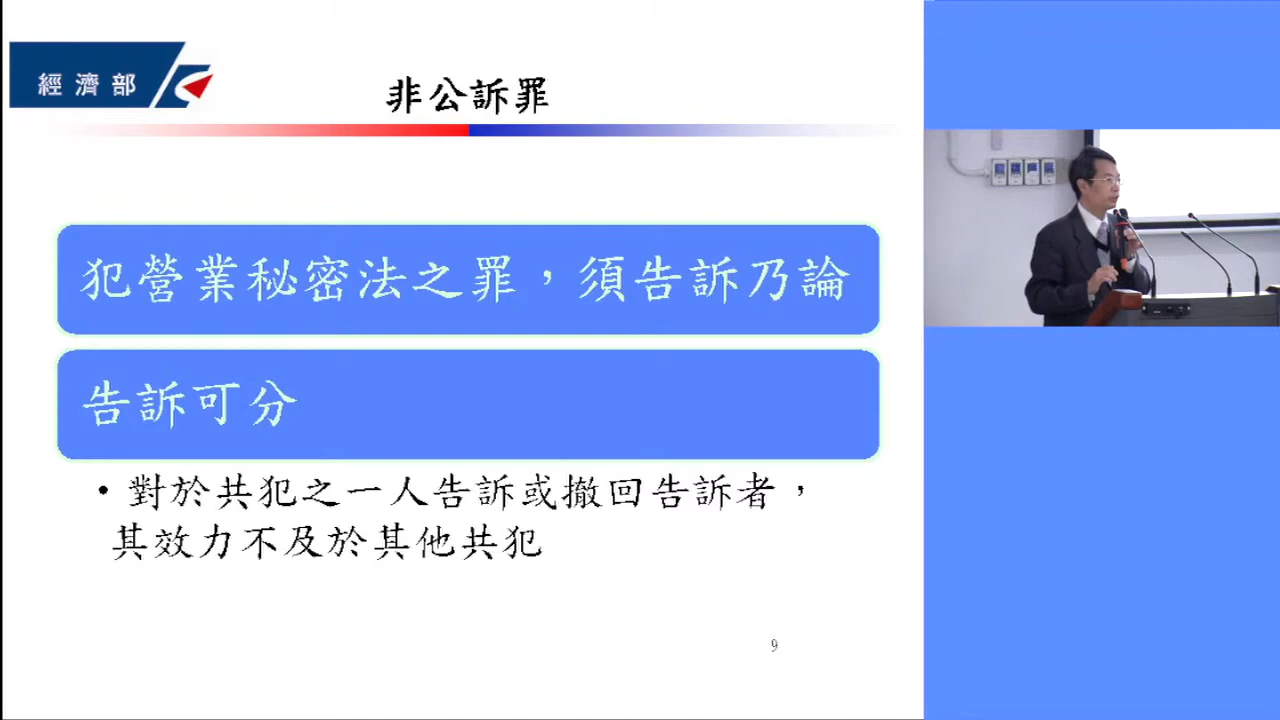 經濟部
非公訴罪
犯營業秘密法之罪，須告訴乃論
告訴可分
• 對於共犯之一人告訴或撤回告訴者，
其效力不及於其他共犯
9